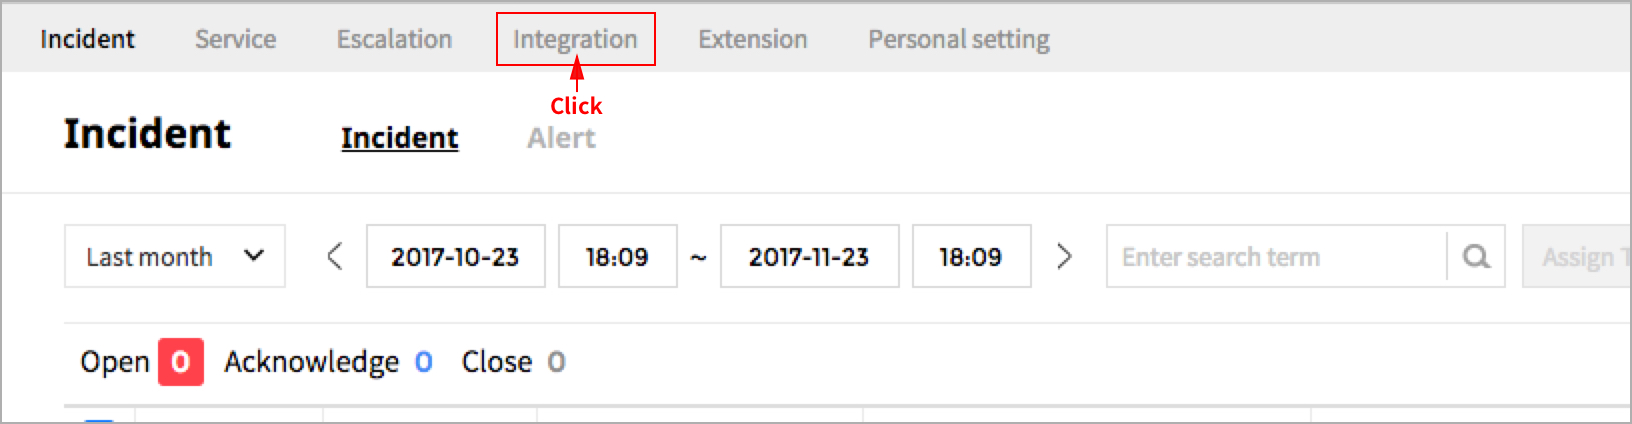 Incident Service Escalation Integration Extension Personal setting
Click
Incident Incident Alert
Last month 2017-10-23 18:09 ~ 2017-11-23 18:09 Enter search term Assign
Open 0 Acknowledge 0 Close 0